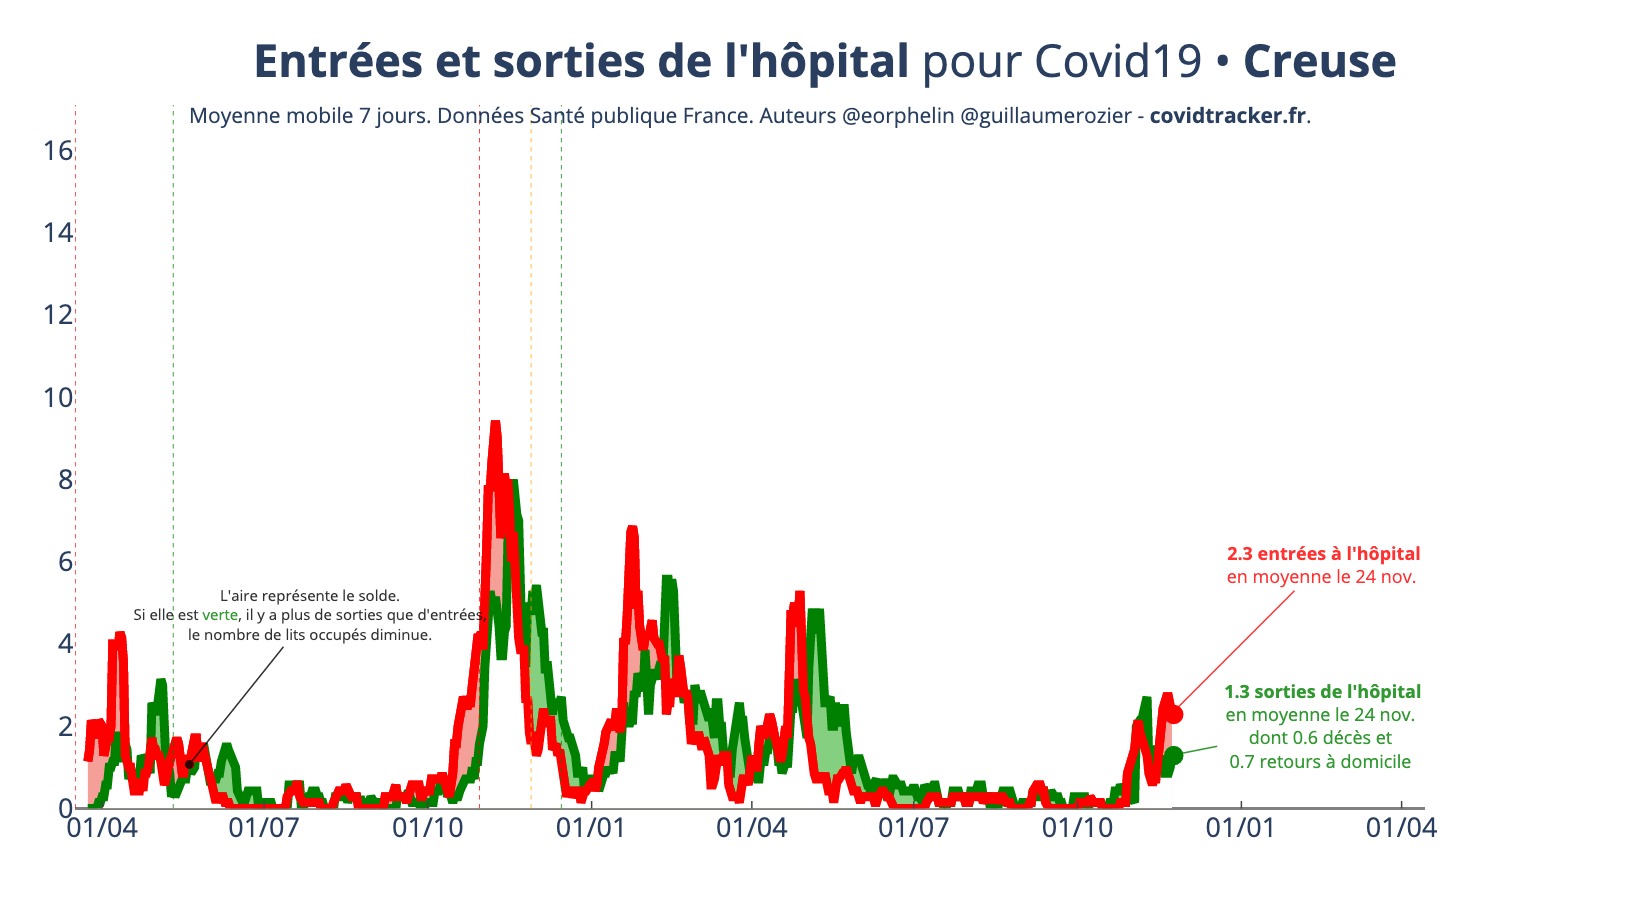 Entrées et sorties de l'hôpital pour Covid19 • Creuse
Moyenne mobile 7 jours. Données Santé publique France. Auteurs @eorphelin @guillaumerozier - covidtracker.fr.
16
14
12
10
8
6
4
2
0
L'aire représente le solde.
Si elle est verte, il y a plus de sorties que d'entrées,
le nombre de lits occupés diminue.
2.3 entrées à l'hôpital
en moyenne le 24 nov.
1.3 sorties de l'hôpital
en moyenne le 24 nov.
dont 0.6 décès et
0.7 retours à domicile
01/04 01/07 01/10 01/01 01/04 01/07 01/10 01/01 01/04